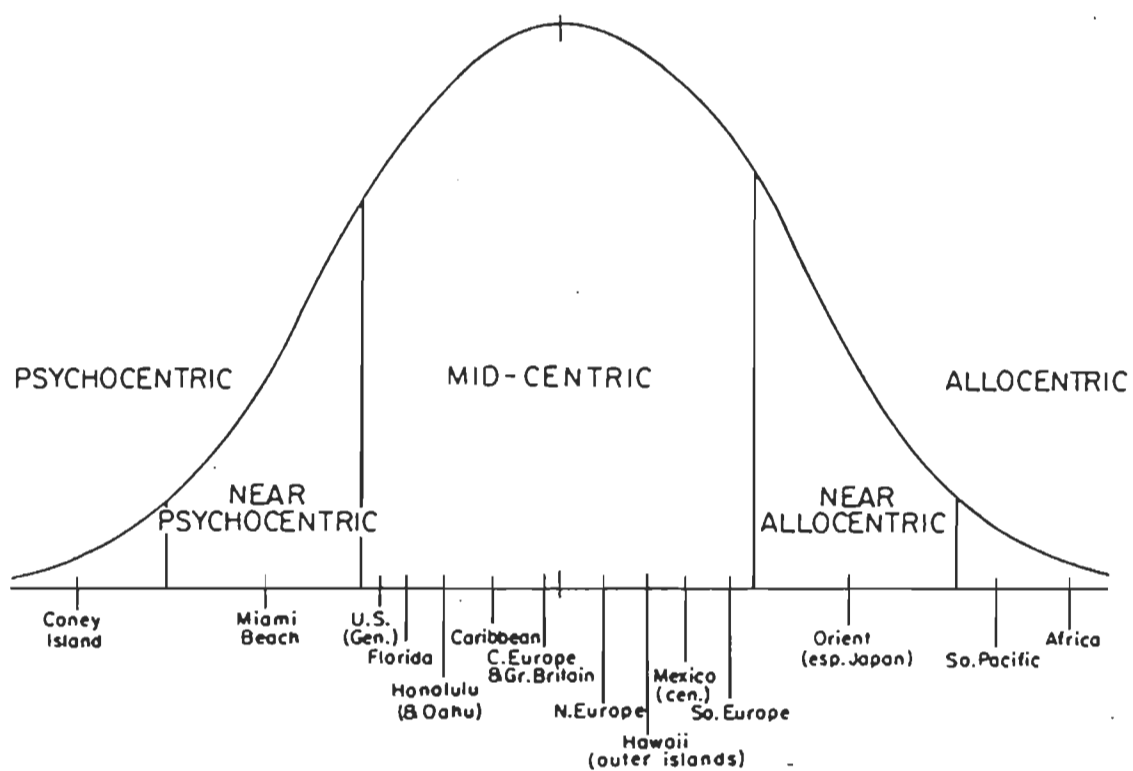 PSYCHOCENTRIC
MID-CENTRIC
ALLOCENTRIC
NEAR
PSYCHOCENTRIC
NEAR
ALLOCENTRIC
Coney
Island
Miami
Beach
U.S.
(Gen.)
Florida
Honolulu
(& Oahu)
Caribbean
C. Europe
& Gr. Britain
N. Europe
Hawaii
(outer islands)
Mexico
(cen.)
So. Europe
Orient
(esp. Japan)
So. Pacific
Africa